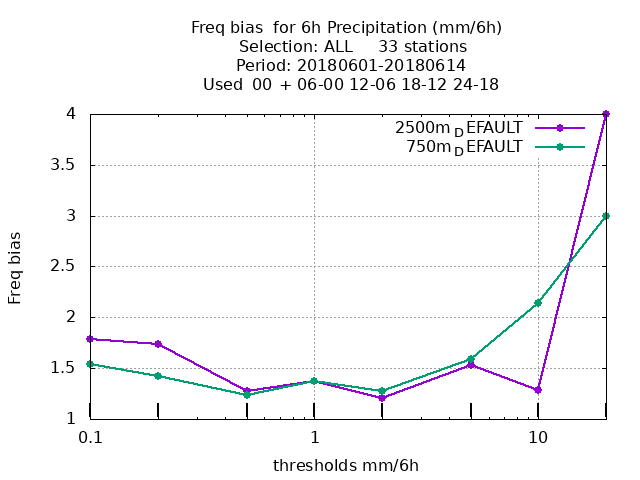 Freq bias  for 6h Precipitation (mm/6h)
Selection: ALL     33 stations
Period: 20180601-20180614
Used  00  + 06-00 12-06 18-12 24-18
2500m_DEFAULT
750m_DEFAULT
4
3.5
3
2.5
2
1.5
1
Freq bias
0.1 1 10
thresholds mm/6h